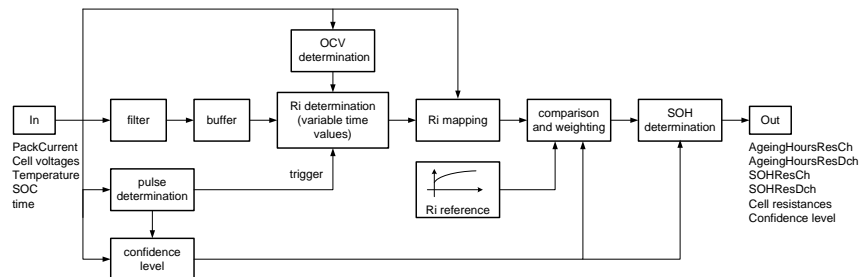 OCV
determination
In
filter
buffer
Ri determination
(variable time
values)
Ri mapping
comparison
and weighting
SOH
determination
Out
PackCurrent
Cell voltages
Temperature
SOC
time
pulse
determination
trigger
Ri reference
confidence
level
AgeingHoursResCh
AgeingHoursResDch
SOHResCh
SOHResDch
Cell resistances
Confidence level